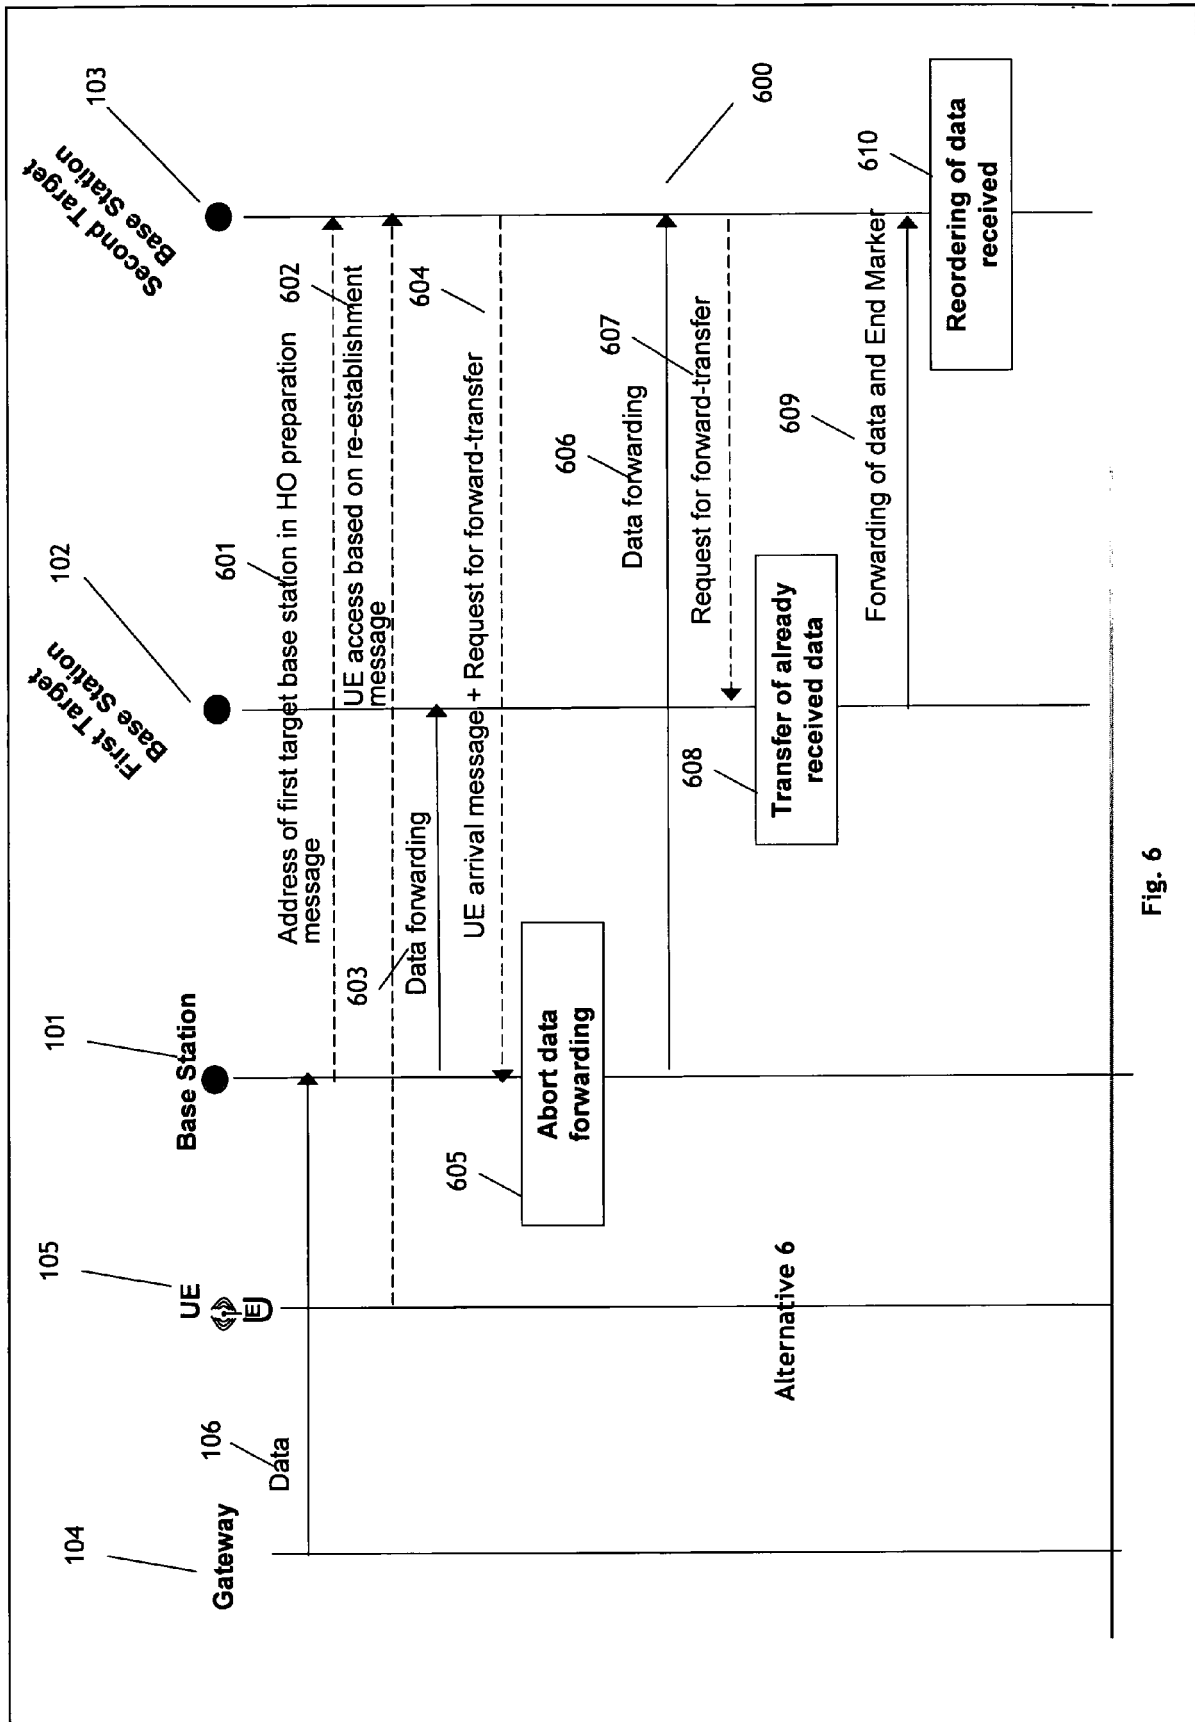 104
Gateway
106
Data
105
UE
UE
101
Base Station
102
First Target
Base Station
103
Second Target
Base Station
601
Address of first target base station in HO preparation
message
602
UE access based on re-establishment
message
603
Data forwarding
604
UE arrival message + Request for forward-transfer
605
Abort data
forwarding
606
Data forwarding
600
607
Request for forward-transfer
608
Transfer of already
received data
609
Forwarding of data and End Marker
610
Reordering of data
received
Alternative 6
Fig. 6